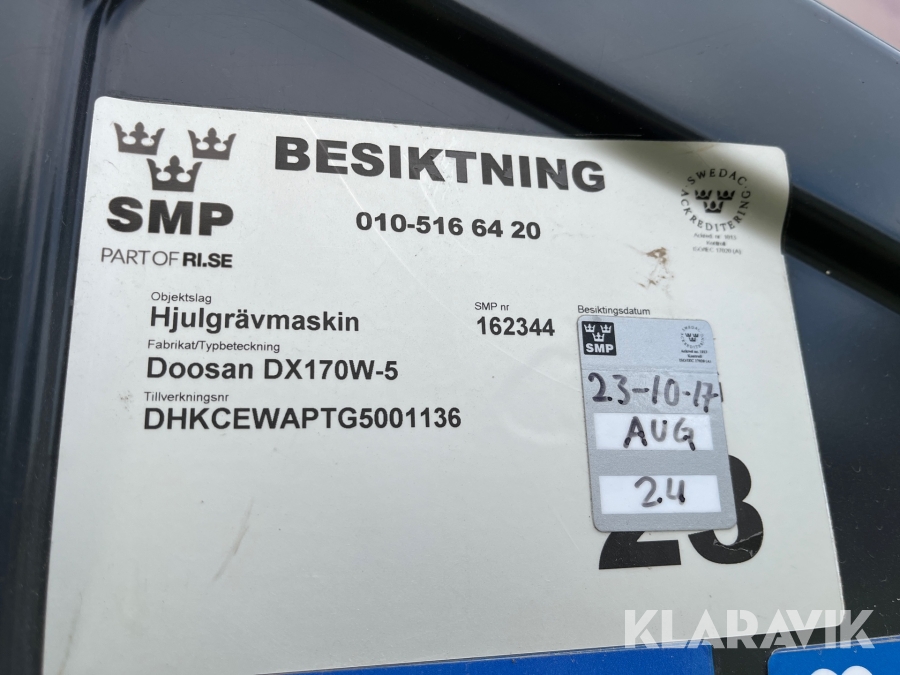 BESIKTNING
010-516 64 20
SMP
PART OF RI.SE
SWEDAC
ACKREDITERING
Objektslag
Hjulgrävmaskin
SMP nr
162344
Besiktingsdatum
Fabrikat/Typbeteckning
Doosan DX170W-5
Tillverkningsnr
DHKCEWAPTG5001136
SMP
23-10-17
AUG
24
23
KLARAVIK